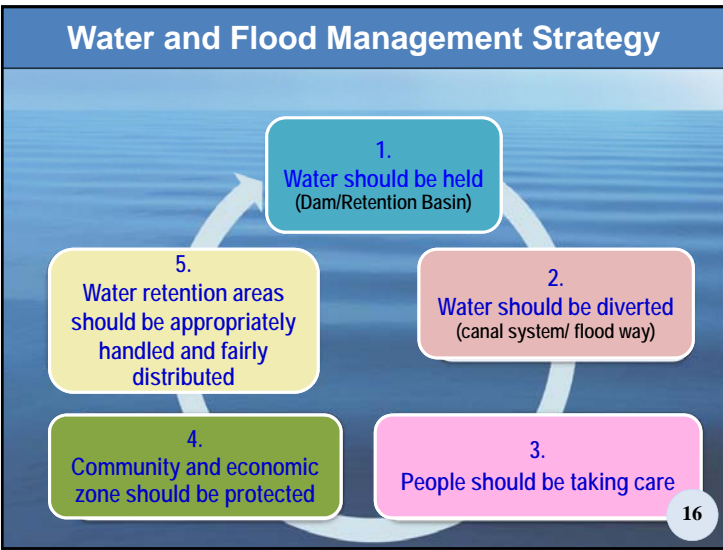 Water and Flood Management Strategy
1.
Water should be held
(Dam/Retention Basin)
2.
Water should be diverted
(canal system/ flood way)
3.
People should be taking care
4.
Community and economic
zone should be protected
5.
Water retention areas
should be appropriately
handled and fairly
distributed
16